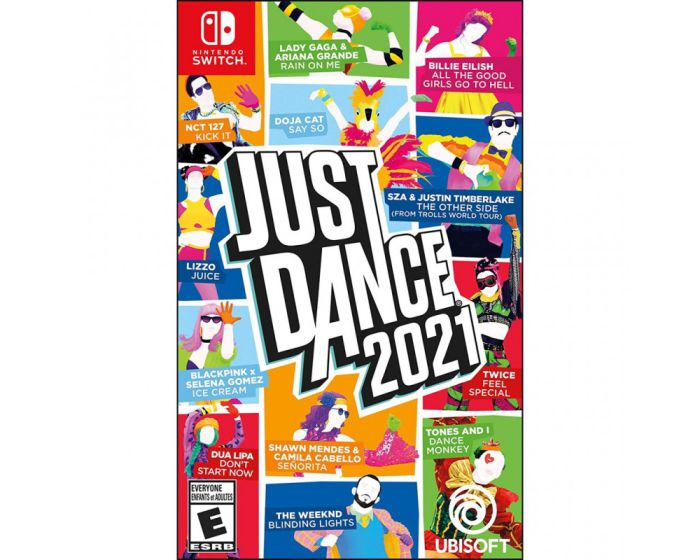 NINTENDO
SWITCH™
LADY GAGA &
ARIANA GRANDE
RAIN ON ME
BILLIE EILISH
ALL THE GOOD
GIRLS GO TO HELL
NCT 127
KICK IT
DOJA CAT
SAY SO
SZA & JUSTIN TIMBERLAKE
THE OTHER SIDE
(FROM TROLLS WORLD TOUR)
JUST
DANCE®
2021
LIZZO
JUICE
BLACKPINK X
SELENA GOMEZ
ICE CREAM
TWICE
FEEL
SPECIAL
DUA LIPA
DON'T
START NOW
SHAWN MENDES &
CAMILA CABELLO
SEÑORITA
TONES AND I
DANCE
MONKEY
EVERYONE
ENFANTS et ADULTES
E
ESRB
THE WEEKND
BLINDING LIGHTS
UBISOFT